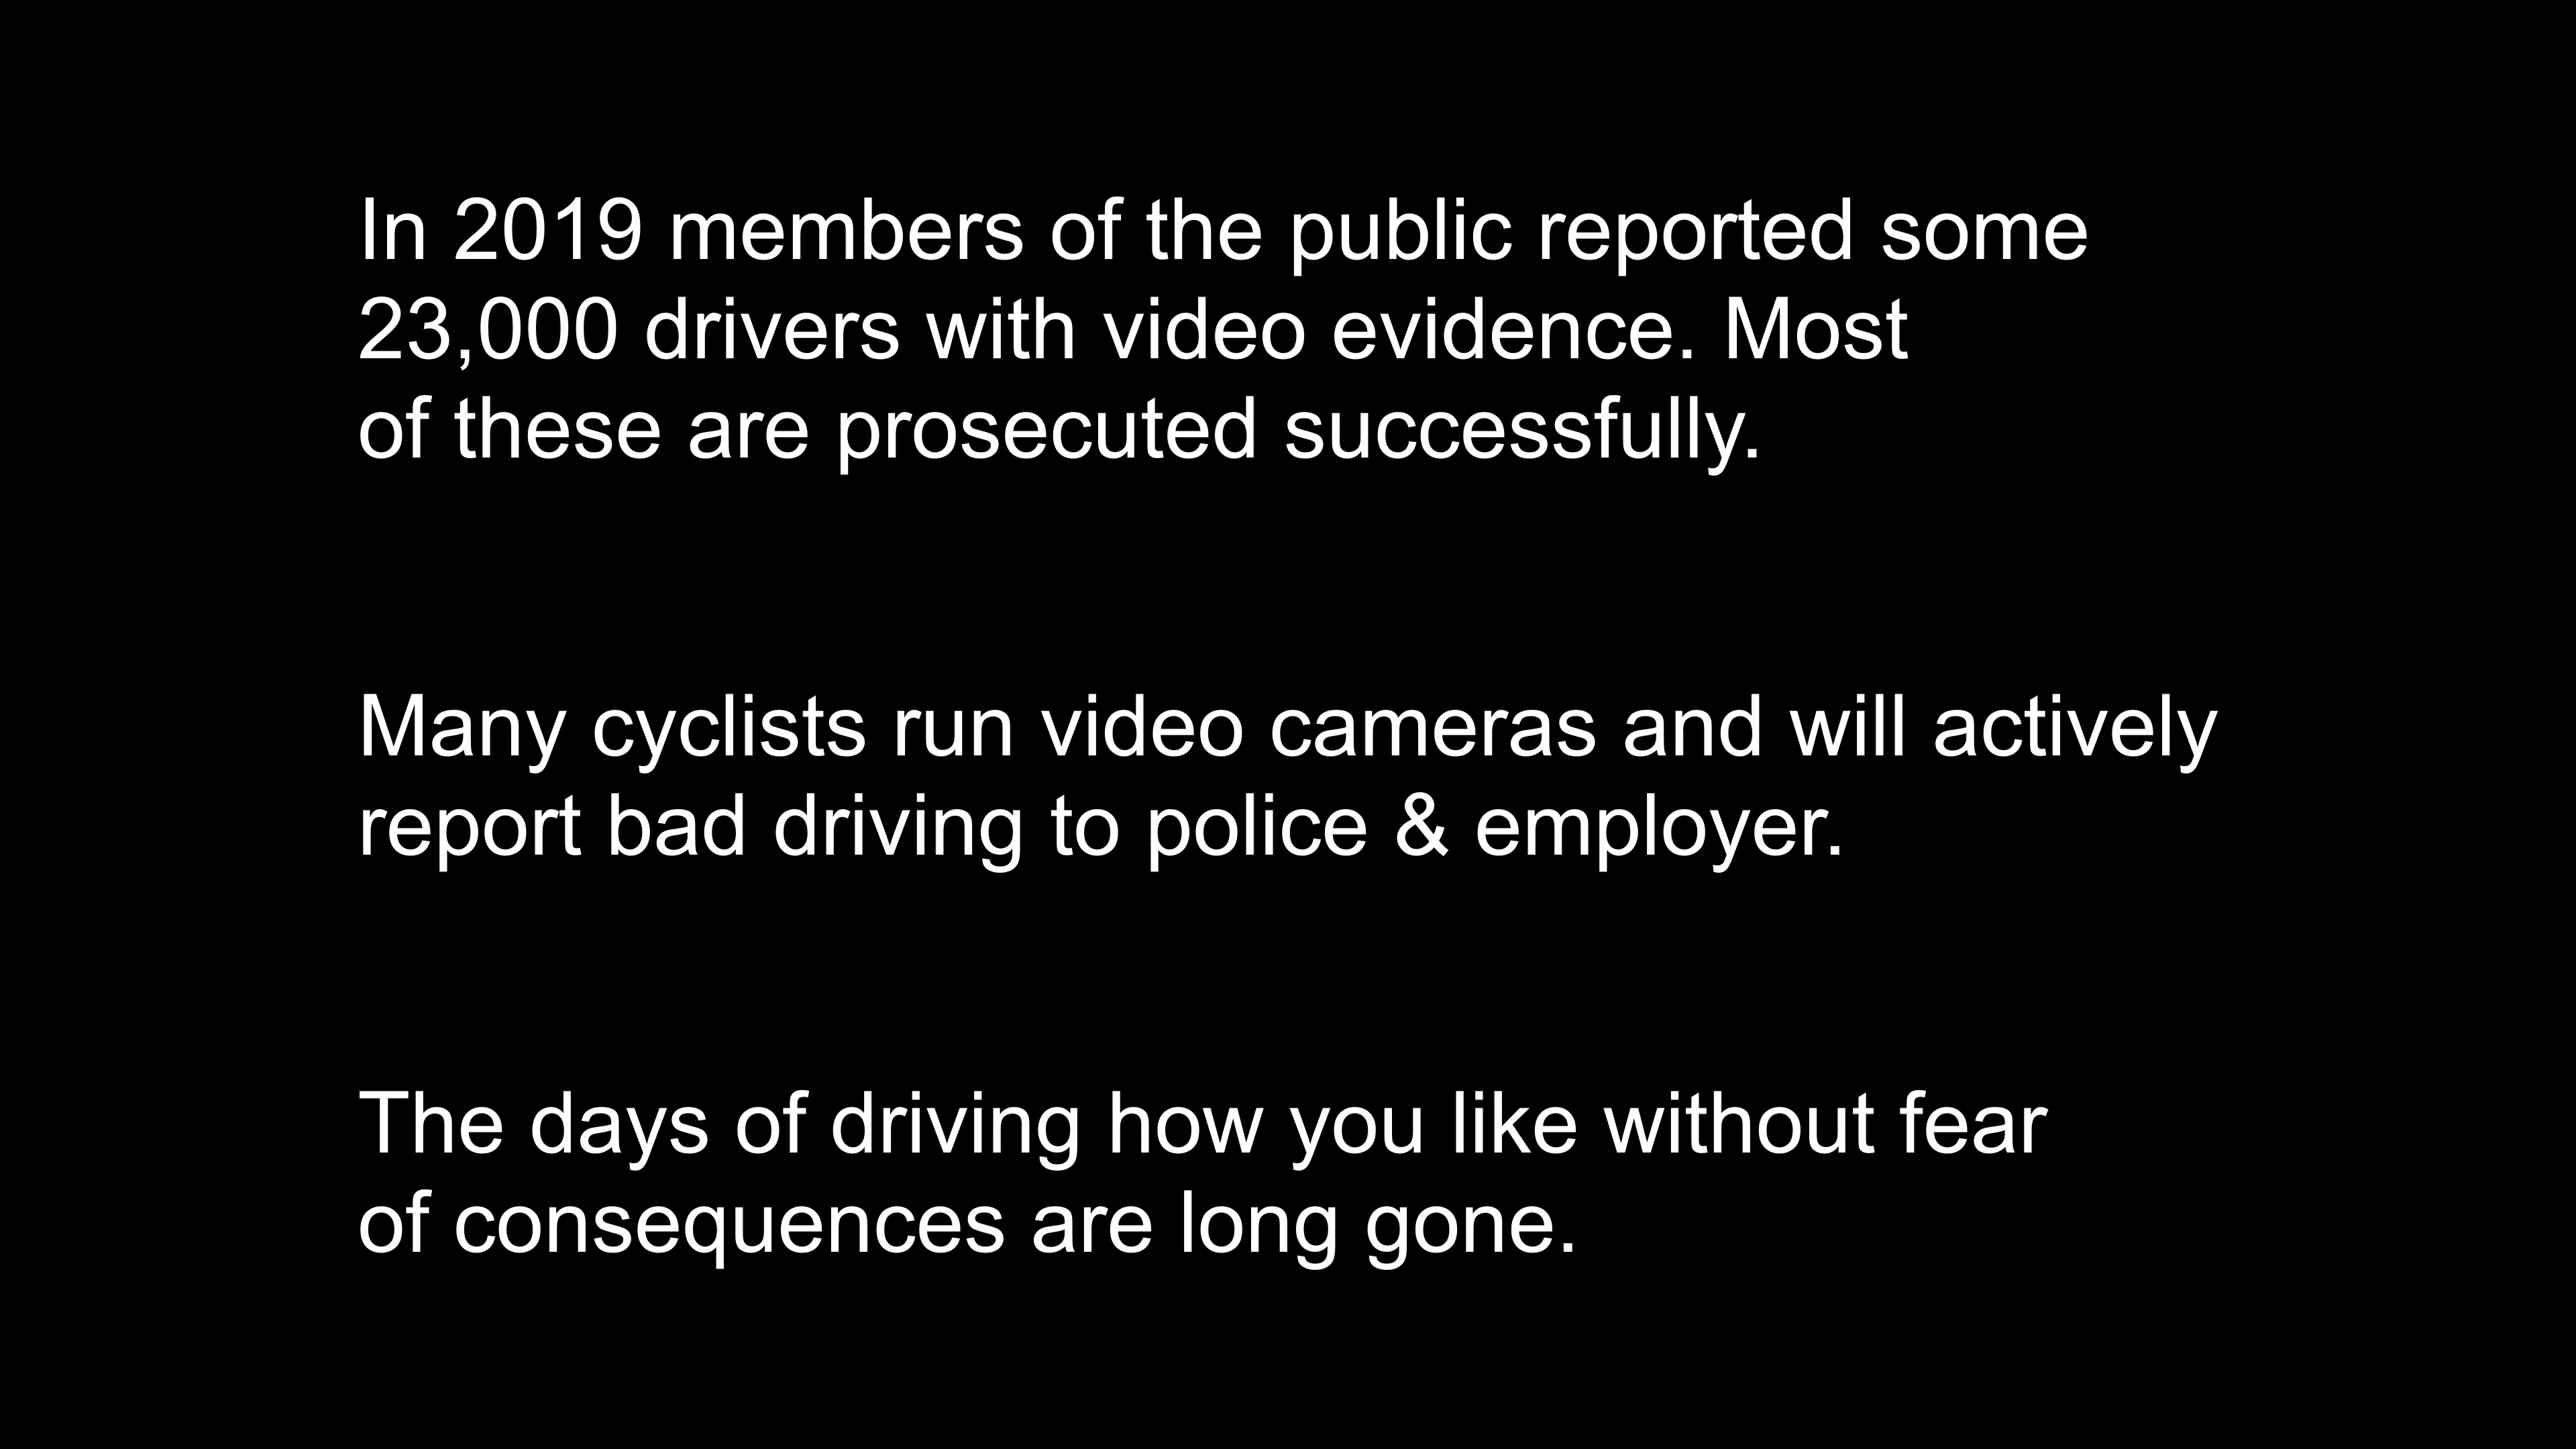 In 2019 members of the public reported some
23,000 drivers with video evidence. Most
of these are prosecuted successfully.
Many cyclists run video cameras and will actively
report bad driving to police & employer.
The days of driving how you like without fear
of consequences are long gone.